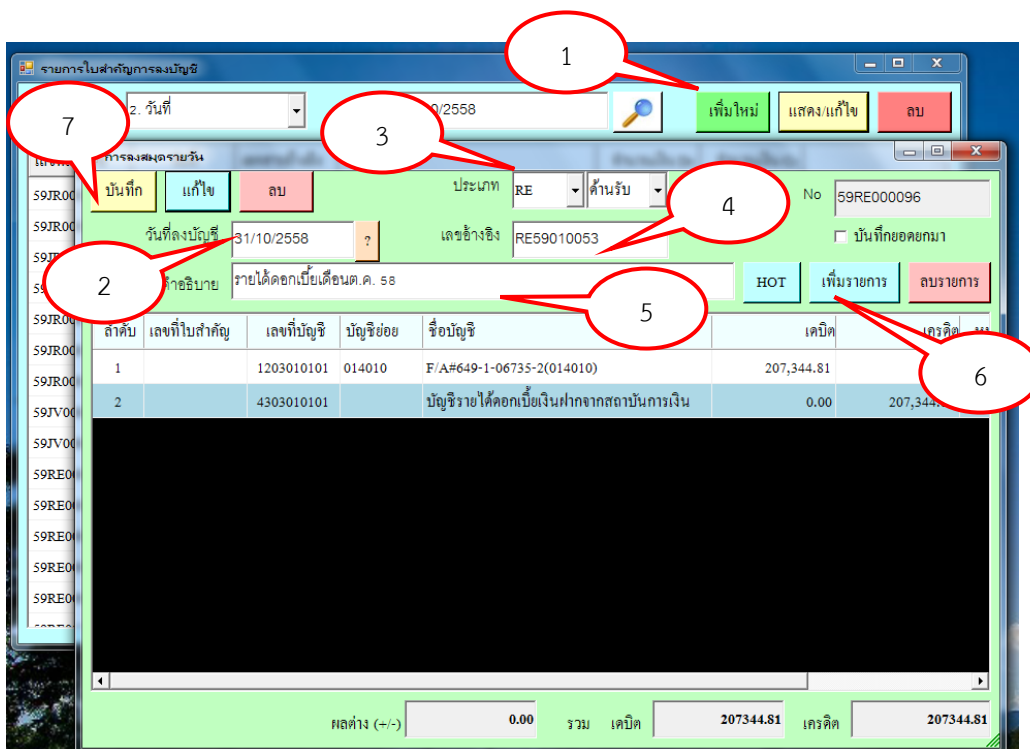 1
รายการใบสำคัญการลงบัญชี
2. วันที่
0/2558
เพิ่มใหม่ แสดง/แก้ไข ลบ
7
3
การลงสมุดรายวัน
บันทึก แก้ไข ลบ ประเภท RE ด้านรับ No 59RE000096
4
วันที่ลงบัญชี 31/10/2558 ? เลขอ้างอิง RE59010053 บันทึกยอดยกมา
2
คำอธิบาย รายได้ดอกเบี้ยเดือนต.ค. 58 HOT เพิ่มรายการ ลบรายการ
5
ลำดับ เลขที่ใบสำคัญ เลขที่บัญชี บัญชีย่อย ชื่อบัญชี เดบิต เครดิต
1 1203010101 014010 F/A#649-1-06735-2(014010) 207,344.81
6
2 4303010101 บัญชีรายได้ดอกเบี้ยเงินฝากจากสถาบันการเงิน 0.00 207,344
59JR00
59JR00
59JR00
59JR00
59JR00
59JV00
59JV00
59RE00
59RE00
59RE00
59RE00
59RE00
ผลต่าง (+/-) 0.00 รวม เดบิต 207344.81 เครดิต 207344.81